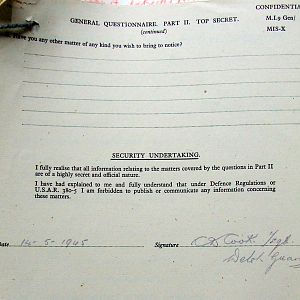 CONFIDENTIAL
GENERAL QUESTIONNAIRE. PART II. TOP SECRET.
M.I.9 Gen/
(continued)
MIS-X
Have you any other matter of any kind you wish to bring to notice?
SECURITY UNDERTAKING.
I fully realise that all information relating to the matters covered by the questions in Part II
are of a highly secret and official nature.
I have had explained to me and fully understand that under Defence Regulations or
U.S.A.R. 380-5 I am forbidden to publish or communicate any information concerning
these matters.
Date 14-5-1945 Signature Cook